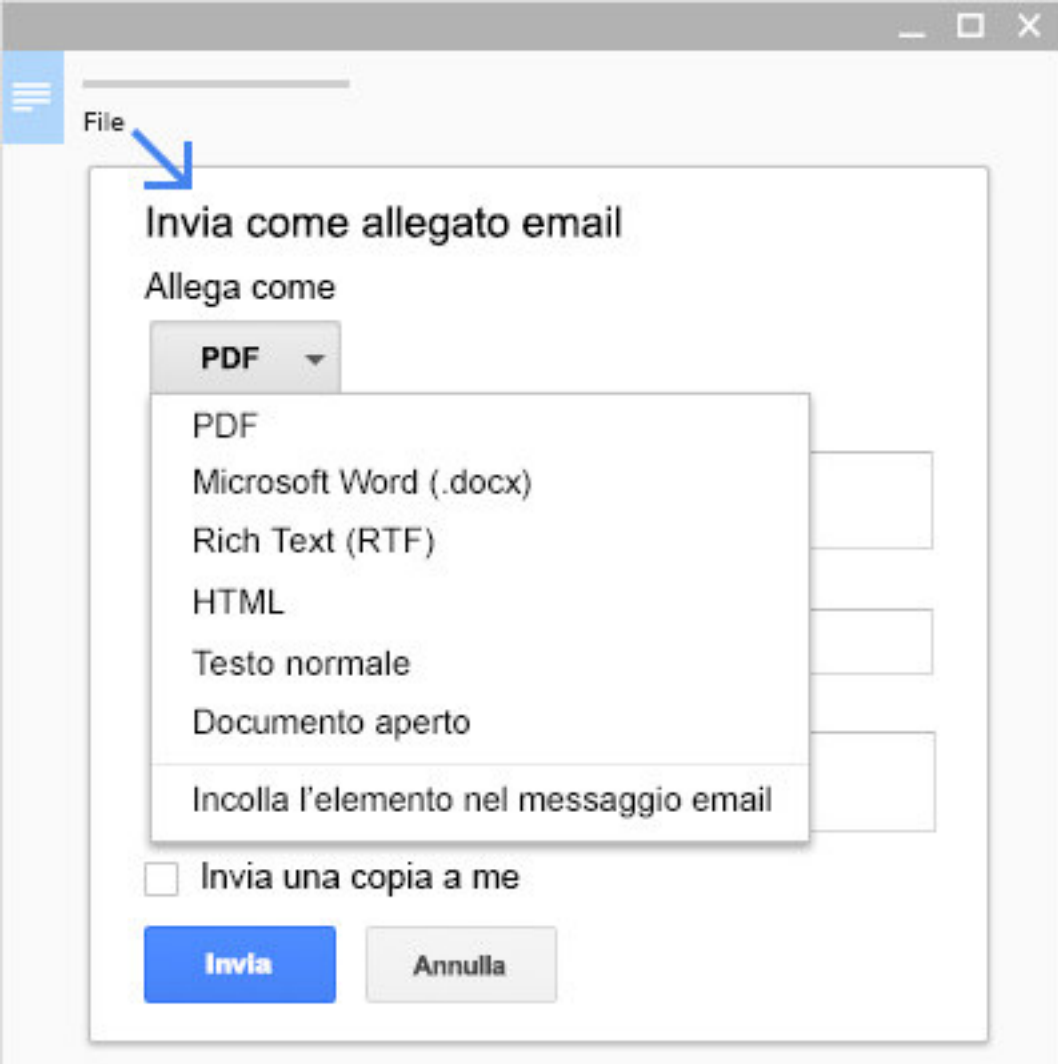 File
Invia come allegato email
Allega come
PDF
PDF
Microsoft Word (.docx)
Rich Text (RTF)
HTML
Testo normale
Documento aperto
Incolla l'elemento nel messaggio email
Invia una copia a me
Invia
Annulla